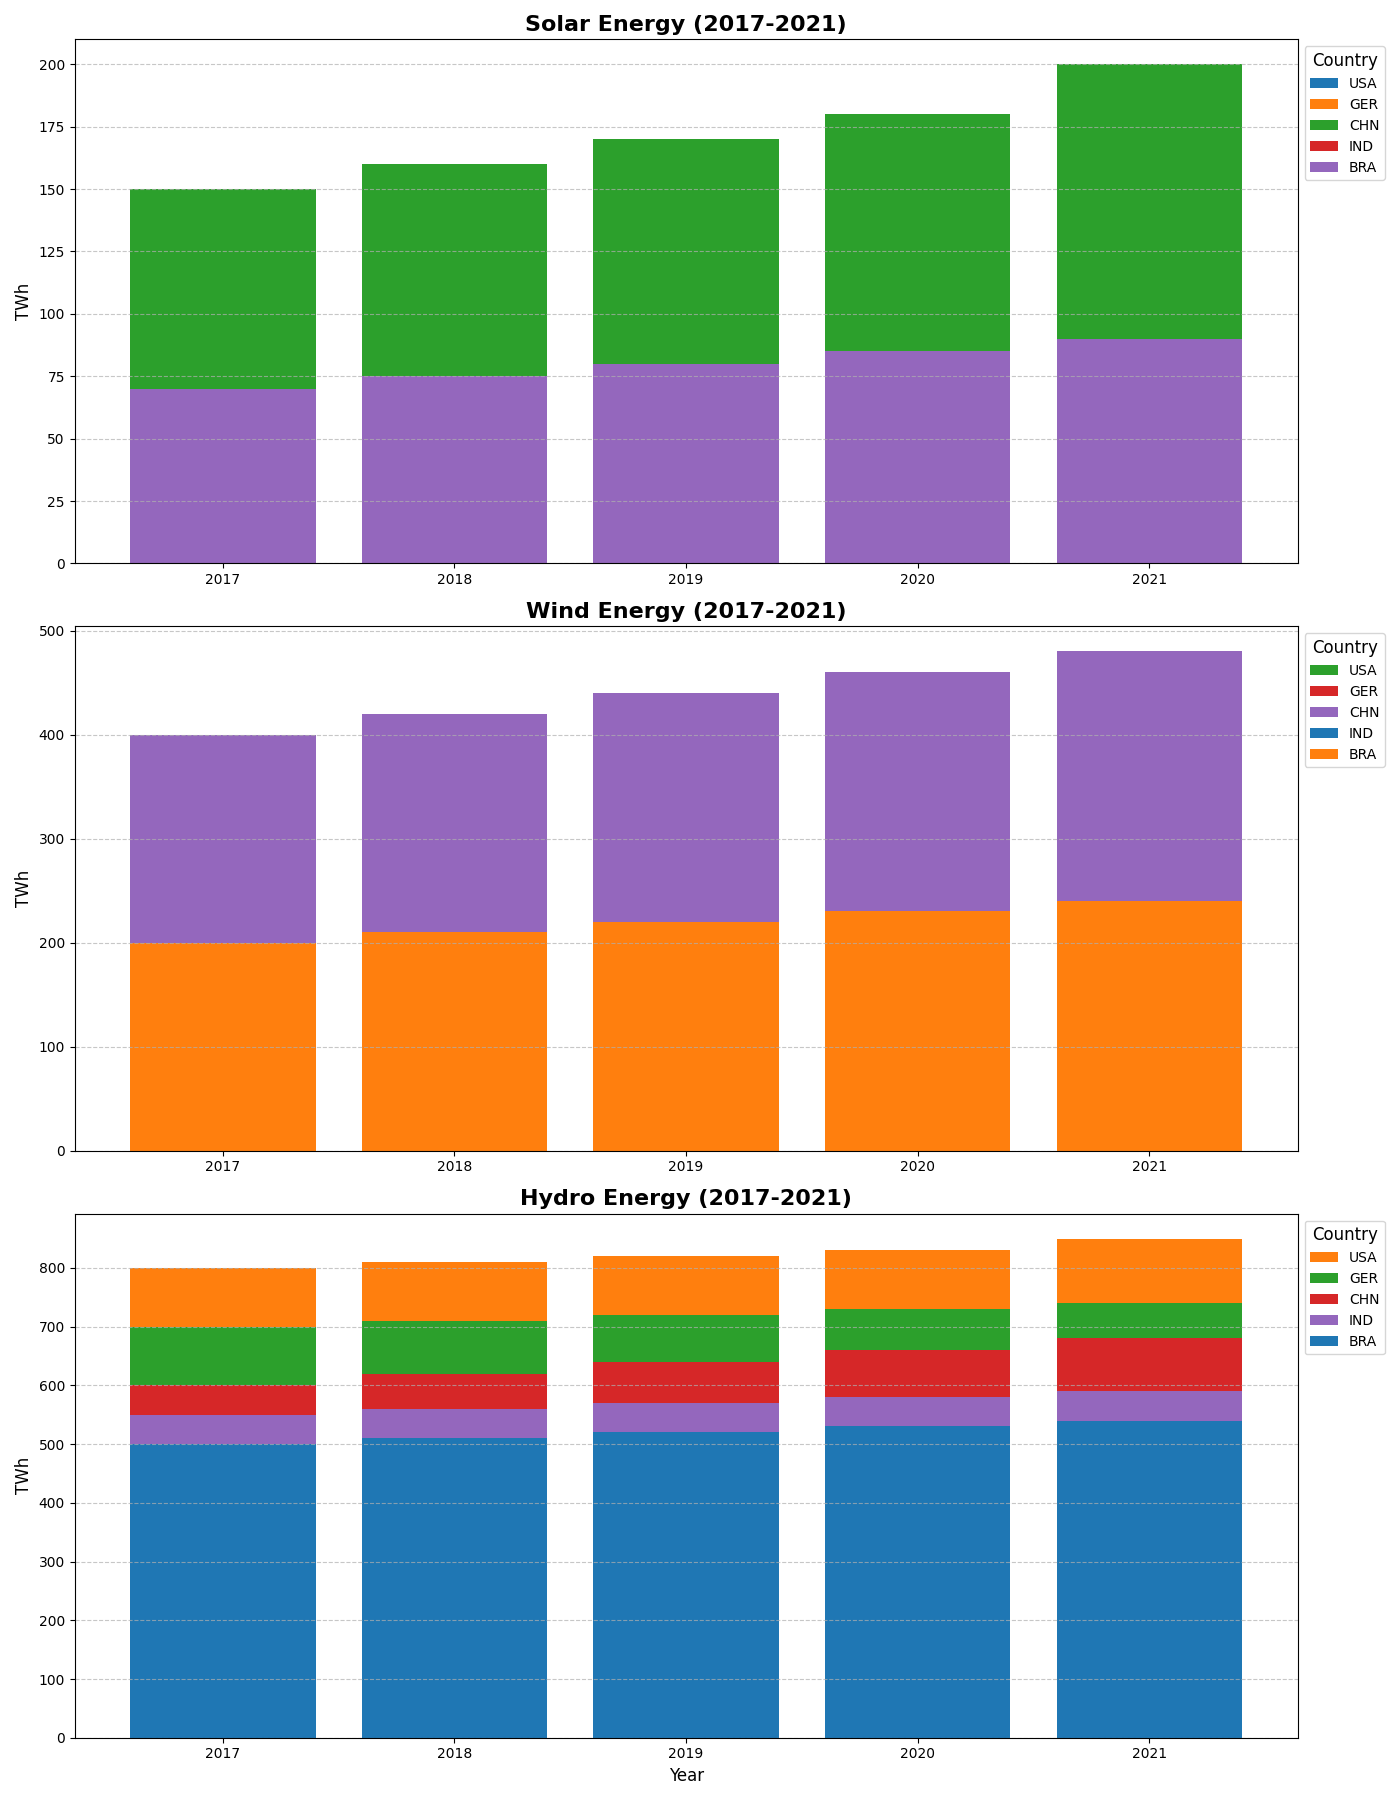 Solar Energy (2017-2021)
200
175
150
125
100
75
50
25
0
TWh
2017 2018 2019 2020 2021
Country
USA
GER
CHN
IND
BRA
Wind Energy (2017-2021)
500
400
300
200
100
0
TWh
2017 2018 2019 2020 2021
Country
USA
GER
CHN
IND
BRA
Hydro Energy (2017-2021)
800
700
600
500
400
300
200
100
0
TWh
2017 2018 2019 2020 2021
Year
Country
USA
GER
CHN
IND
BRA